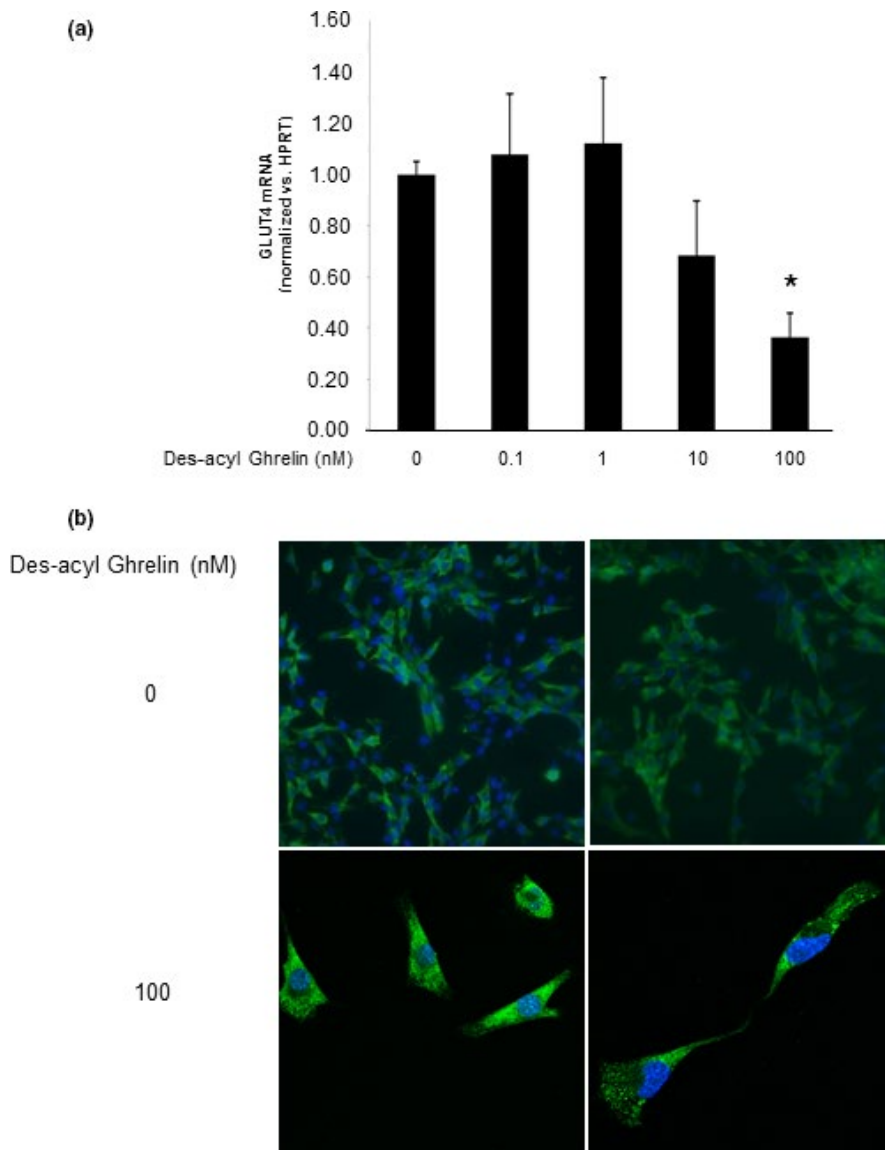 (a)
1.60
1.40
1.20
1.00
0.80
0.60
0.40
0.20
0.00
GLUT4 mRNA
(normalized vs. HPRT)
*
Des-acyl Ghrelin (nM) 0 0.1 1 10 100
(b)
Des-acyl Ghrelin (nM)
0
100